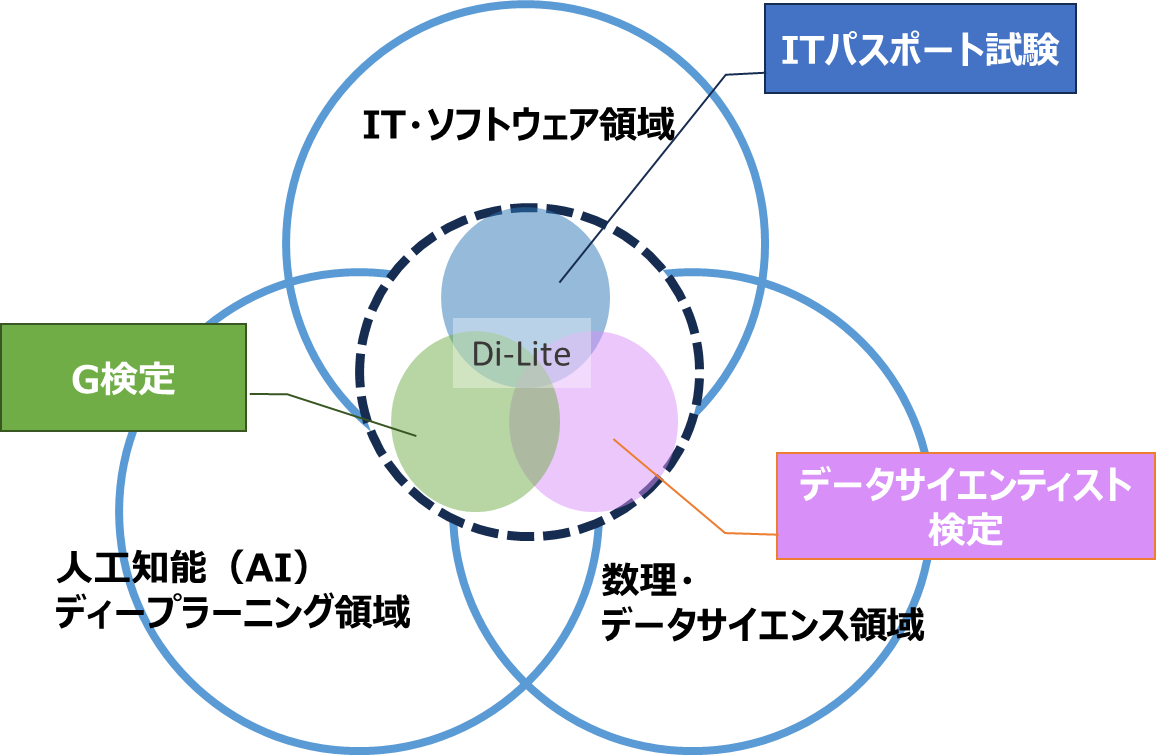 ITパスポート試験
IT・ソフトウェア領域
Di-Lite
G検定
データサイエンティスト
検定
人工知能（AI）
ディープラーニング領域
数理・
データサイエンス領域